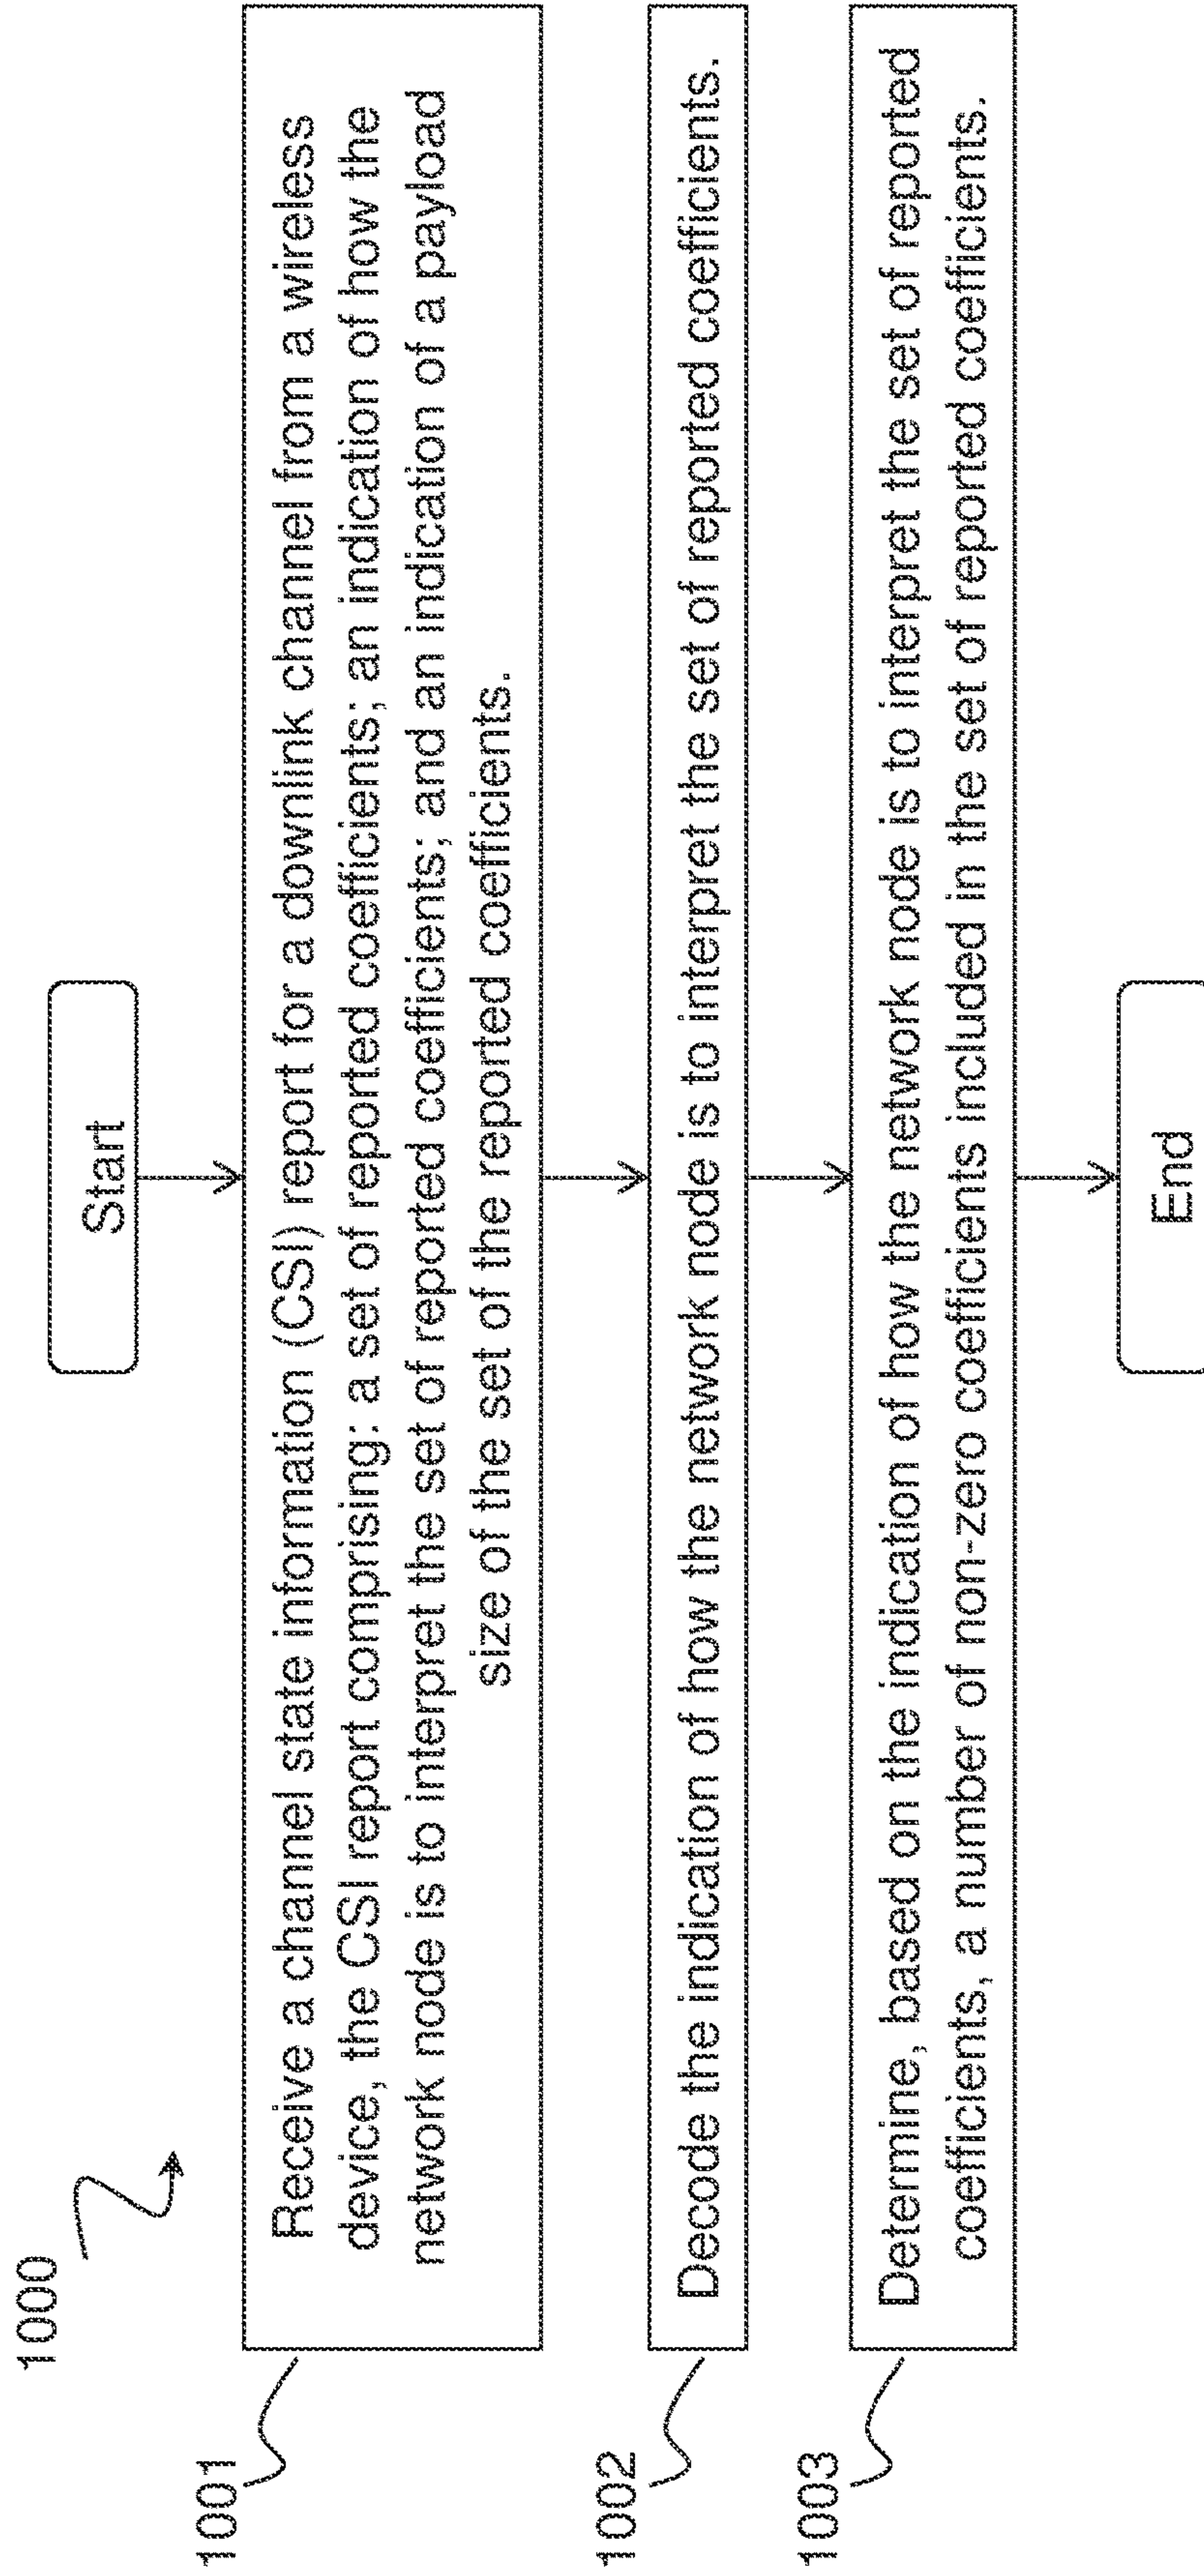 1000
Start
1001
Receive a channel state information (CSI) report for a downlink channel from a wireless
device, the CSI report comprising: a set of reported coefficients; an indication of how the
network node is to interpret the set of reported coefficients; and an indication of a payload
size of the set of the reported coefficients.
1002
Decode the indication of how the network node is to interpret the set of reported coefficients.
1003
Determine, based on the indication of how the network node is to interpret the set of reported
coefficients, a number of non-zero coefficients included in the set of reported coefficients.
End